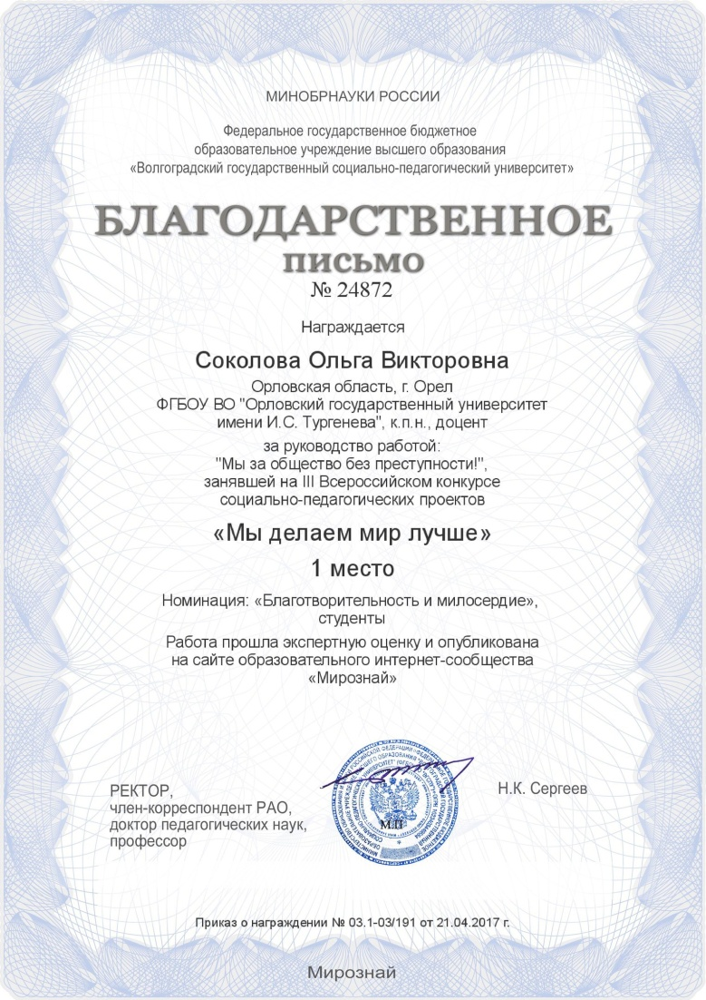 МИНОБРНАУКИ РОССИИ
Федеральное государственное бюджетное
образовательное учреждение высшего образования
«Волгоградский государственный социально-педагогический университет»
БЛАГОДАРСТВЕННОЕ
ПИСЬМО
№ 24872
Награждается
Соколова Ольга Викторовна
Орловская область, г. Орел
ФГБОУ ВО "Орловский государственный университет
имени И.С. Тургенева", к.п.н., доцент
за руководство работой:
"Мы за общество без преступности!",
занявшей на III Всероссийском конкурсе
социально-педагогических проектов
«Мы делаем мир лучше»
1 место
Номинация: «Благотворительность и милосердие»,
студенты
Работа прошла экспертную оценку и опубликована
на сайте образовательного интернет-сообщества
«Мирознай»
РЕКТОР,
член-корреспондент РАО,
доктор педагогических наук,
профессор
М.П
Н.К. Сергеев
Приказ о награждении № 03.1-03/191 от 21.04.2017 г.
Мирознай